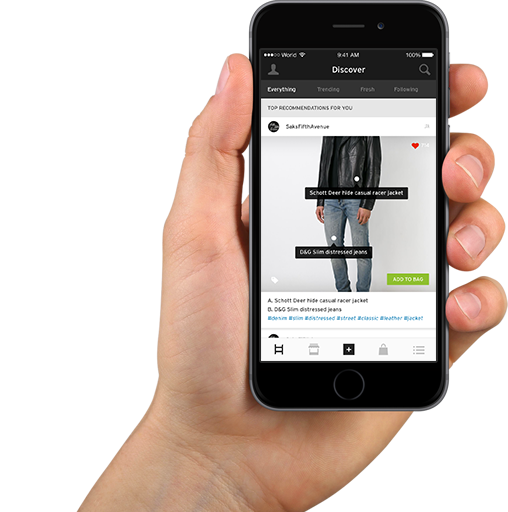 World 9:41 AM 100%
Discover
Everything Trending Fresh Following
TOP RECOMMENDATIONS FOR YOU
SaksFifthAvenue
Schott Deer hide casual racer jacket
D&G Slim distressed jeans
ADD TO BAG
A. Schott Deer hide casual racer jacket
B. D&G Slim distressed jeans
#denim #slim #distressed #street #classic #leather #jacket